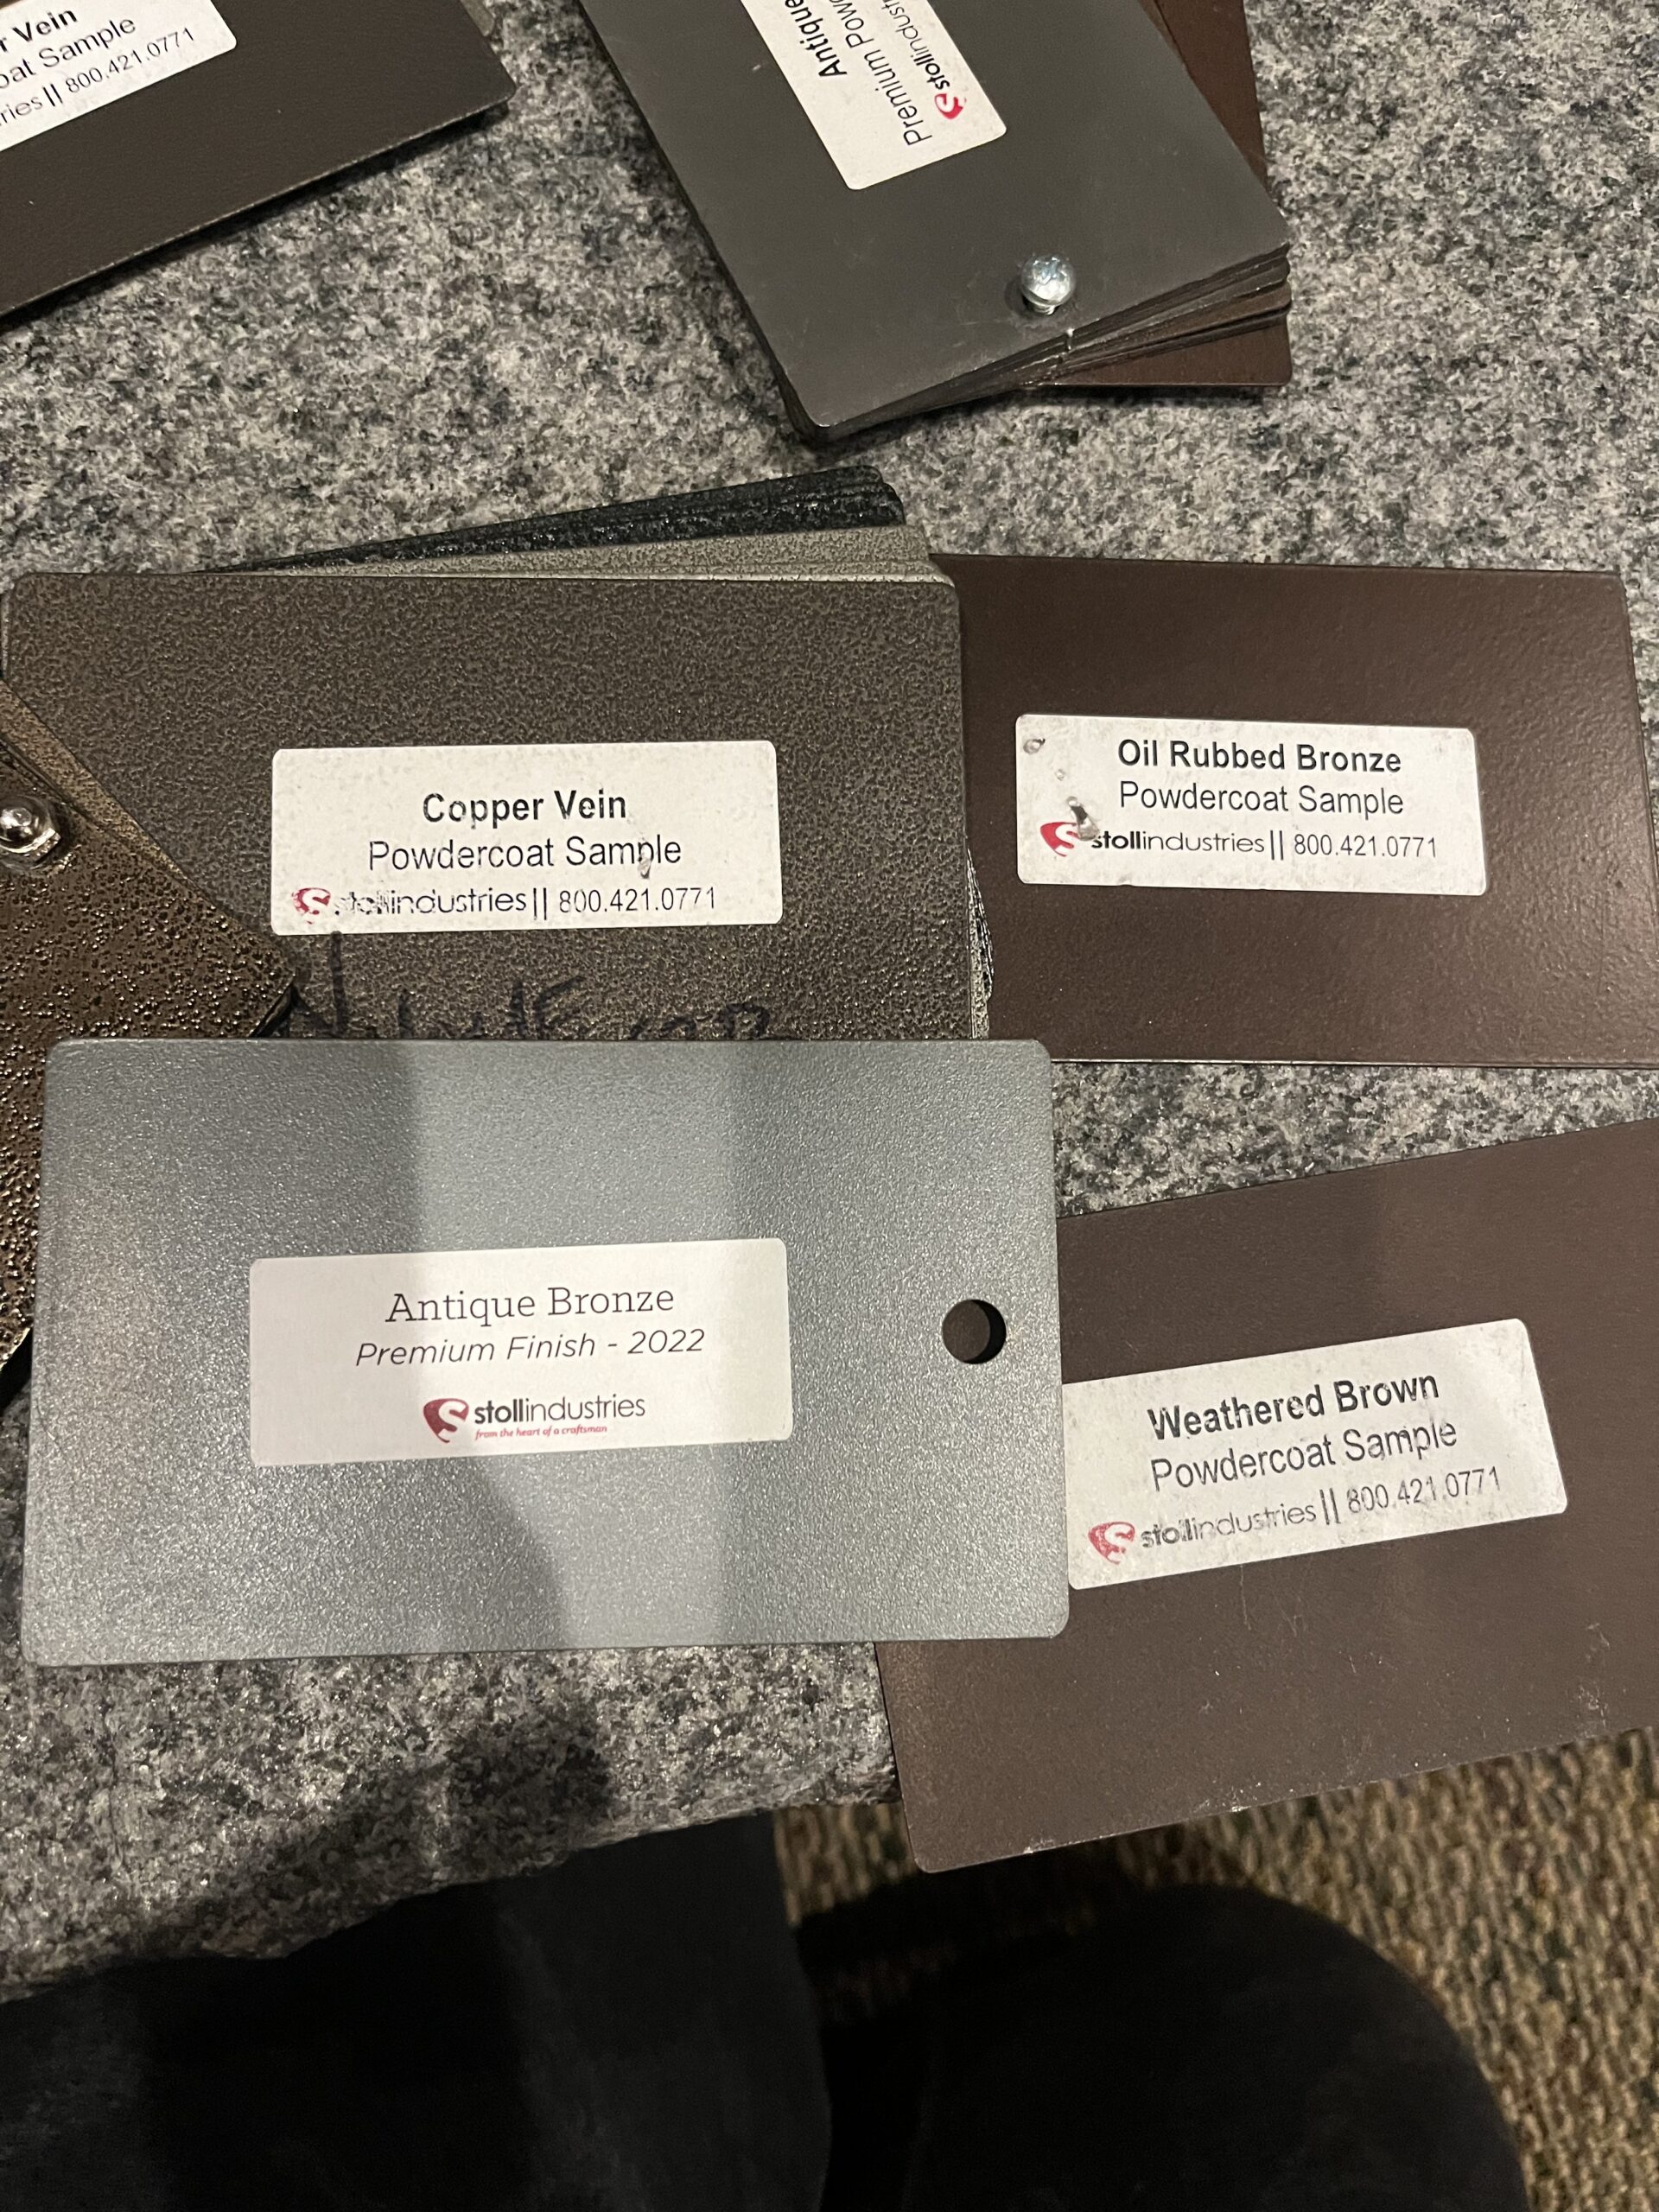 r Vein
oat Sample
ries || 800.421.0771
Antique
Premium Pow
stollindust
Copper Vein
Powdercoat Sample
stollindustries || 800.421.0771
Oil Rubbed Bronze
Powdercoat Sample
stollindustries || 800.421.0771
Antique Bronze
Premium Finish - 2022
stollindustries
from the heart of a craftsman
Weathered Brown
Powdercoat Sample
stollindustries || 800.421.0771